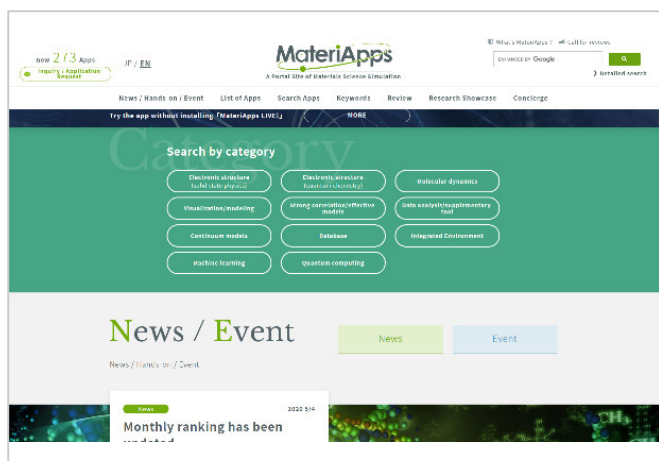 now 273 Apps
Inquiry / Application Request
JP / EN
MateriApps
A Portal Site of Materials Science Simulation
What's MateriApps ?
Call for reviews
ENHANCED BY Google
Detailed search
News / Hands-on / Event
List of Apps
Search Apps
Keywords
Review
Research Showcase
Concierge
Try the app without installing「MateriApps LIVE!」
MORE
Category
Search by category
Electronic structure
(solid state physics)
Electronic structure
(quantum chemistry)
Molecular dynamics
Visualization/modeling
Strong correlation/effective
models
Data analysis/supplementary
tool
Continuum models
Database
Integrated Environment
Machine learning
Quantum computing
News / Event
News
Event
News / Hands-on / Event
News
2020 5/4
Monthly ranking has been
updated
CH3